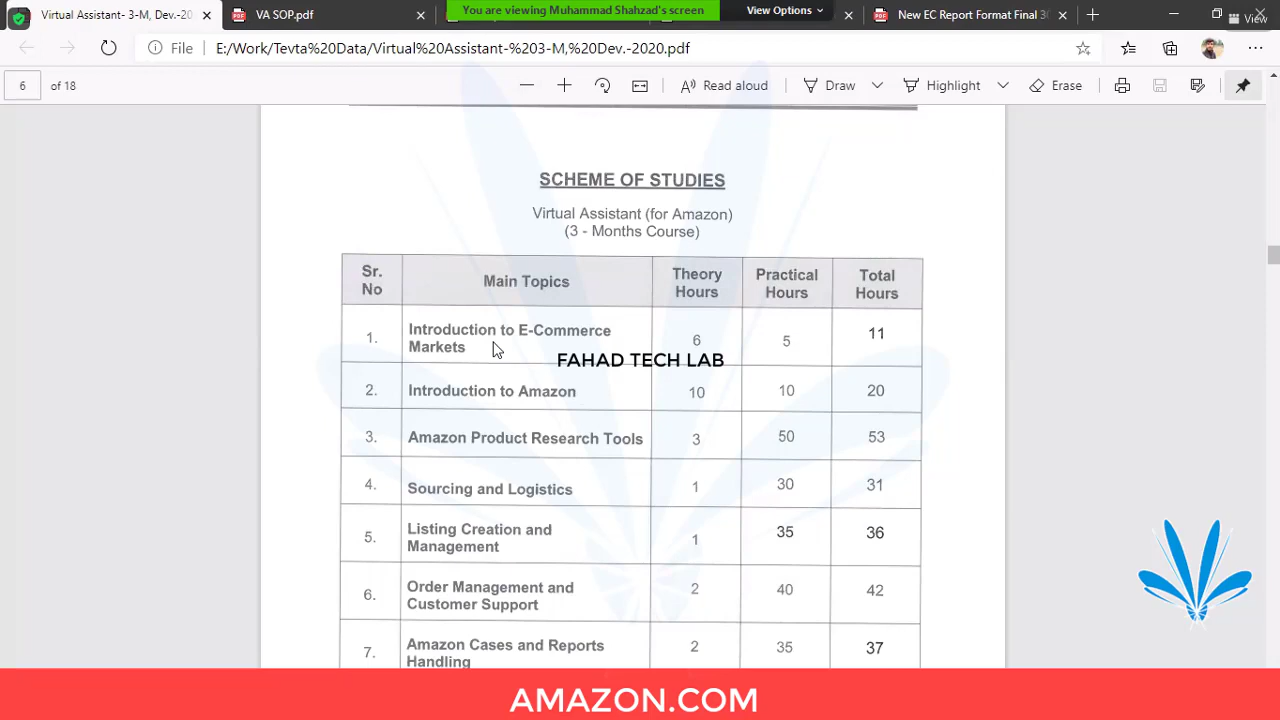 Virtual Assistant- 3-M, Dev.-20
VA SOP.pdf
You are viewing Muhammad Shahzad's screen
View Options
New EC Report Format Final 30
View
File
E:/Work/Tevta%20Data/Virtual%20Assistant-%203-M,%20Dev.-2020.pdf
6 of 18
Read aloud
Draw
Highlight
Erase
SCHEME OF STUDIES
Virtual Assistant (for Amazon)
(3 - Months Course)
Sr. No Main Topics Theory Hours Practical Hours Total Hours
1. Introduction to E-Commerce Markets 6 5 11
FAHAD TECH LAB
2. Introduction to Amazon 10 10 20
3. Amazon Product Research Tools 3 50 53
4. Sourcing and Logistics 1 30 31
5. Listing Creation and Management 1 35 36
6. Order Management and Customer Support 2 40 42
7. Amazon Cases and Reports Handling 2 35 37
AMAZON.COM